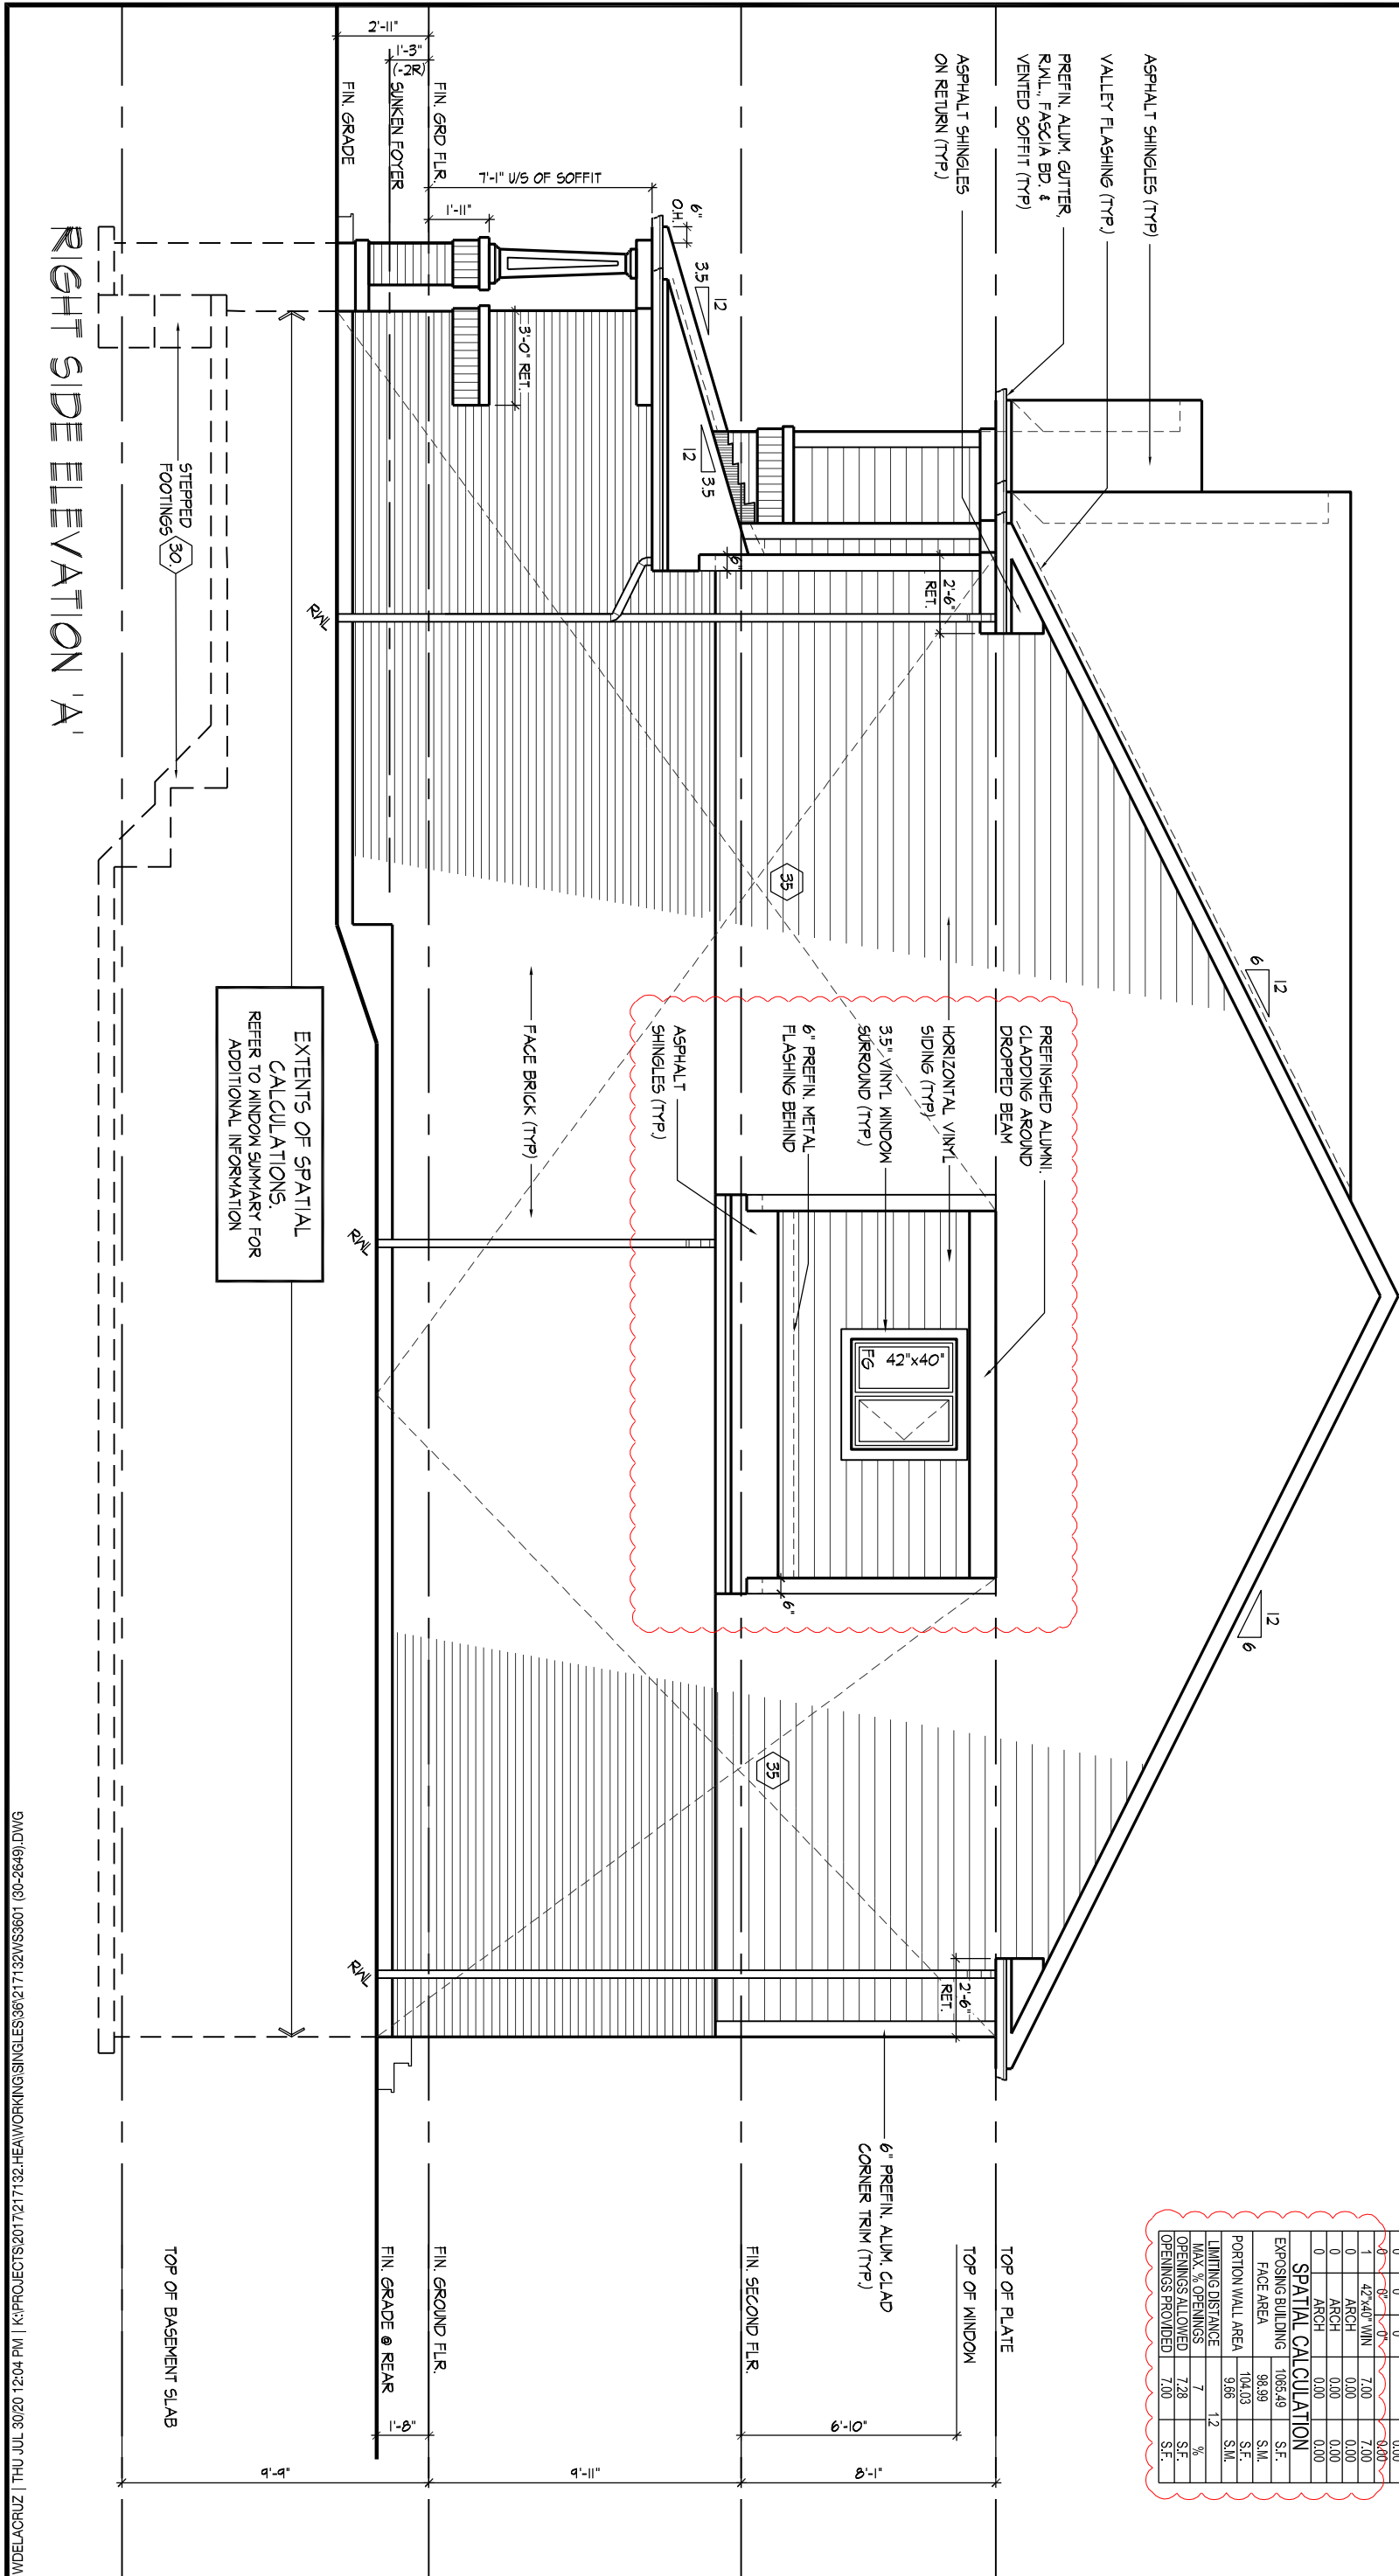 ASPHALT SHINGLES (TYP)
VALLEY FLASHING (TYP.)
PREFIN. ALUM. GUTTER,
R.W.L., FASCIA BD. &
VENTED SOFFIT (TYP)
ASPHALT SHINGLES
ON RETURN (TYP.)
2'-11"
1'-3"
(-2R)
FIN. GRD FLR.
SUNKEN FOYER
FIN. GRADE
7'-1" U/S OF SOFFIT
1'-11"
6"
O.H.
12
3.5
12
3.5
3'-0" RET.
6"
2'-6"
RET.
RWL
STEPPED
FOOTINGS
30.
35
12
6
PREFINSHED ALUMNI.
CLADDING AROUND
DROPPED BEAM
HORIZONTAL VINYL
SIDING (TYP)
3.5" VINYL WINDOW
SURROUND (TYP.)
6" PREFIN. METAL
FLASHING BEHIND
ASPHALT
SHINGLES (TYP.)
FACE BRICK (TYP)
EXTENTS OF SPATIAL
CALCULATIONS.
REFER TO WINDOW SUMMARY FOR
ADDITIONAL INFORMATION
RWL
42"x40"
FG
6"
12
6
35
RWL
2'-6"
RET.
6" PREFIN. ALUM. CLAD
CORNER TRIM (TYP.)
TOP OF PLATE
TOP OF WINDOW
FIN. SECOND FLR.
FIN. GROUND FLR.
FIN. GRADE @ REAR
TOP OF BASEMENT SLAB
6'-10"
8'-1"
9'-11"
1'-8"
9'-9"
1 42"x40" WIN 7.00 7.00
0 ARCH 0.00 0.00
0 ARCH 0.00 0.00
0 ARCH 0.00 0.00
SPATIAL CALCULATION
EXPOSING BUILDING 1065.49 S.F.
FACE AREA 98.99 S.M.
PORTION WALL AREA 104.03 S.F.
9.66 S.M.
LIMITING DISTANCE 1.2
MAX. % OPENINGS 7 %
OPENINGS ALLOWED 7.28 S.F.
OPENINGS PROVIDED 7.00 S.F.
RIGHT SIDE ELEVATION 'A'
WDELACRUZ | THU JUL 30/20 12:04 PM | K:\PROJECTS\2017\217132.HEA\WORKING\SINGLES\36\217132WS3601 (30-2649).DWG